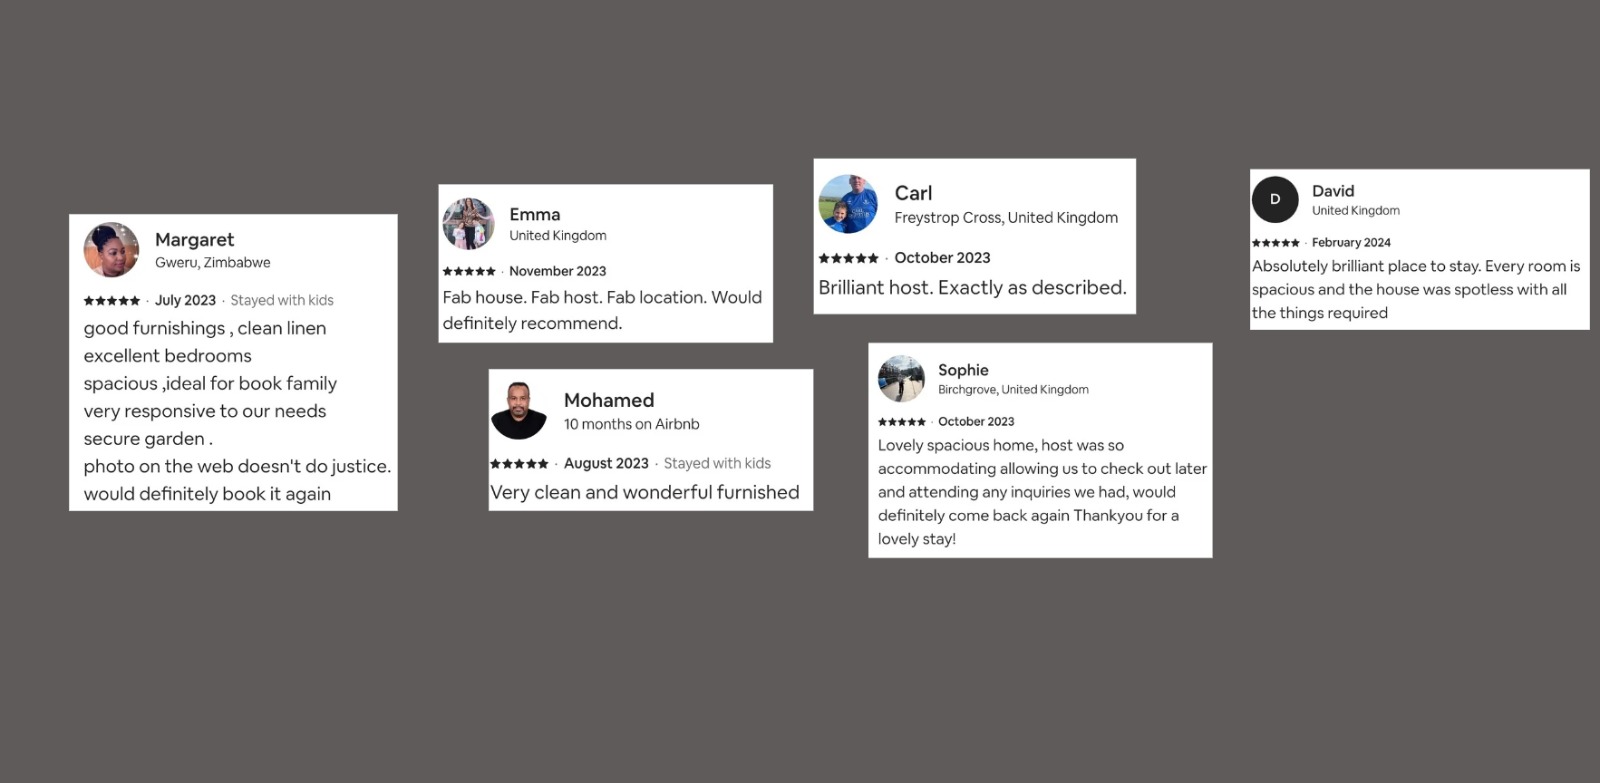 Margaret
Gweru, Zimbabwe
★★★★★ · July 2023 · Stayed with kids
good furnishings , clean linen
excellent bedrooms
spacious ,ideal for book family
very responsive to our needs
secure garden .
photo on the web doesn't do justice.
would definitely book it again
Emma
United Kingdom
★★★★★ · November 2023
Fab house. Fab host. Fab location. Would
definitely recommend.
Mohamed
10 months on Airbnb
★★★★★ · August 2023 · Stayed with kids
Very clean and wonderful furnished
Carl
Freystrop Cross, United Kingdom
★★★★★ · October 2023
Brilliant host. Exactly as described.
Sophie
Birchgrove, United Kingdom
★★★★★ · October 2023
Lovely spacious home, host was so
accommodating allowing us to check out later
and attending any inquiries we had, would
definitely come back again Thankyou for a
lovely stay!
D
David
United Kingdom
★★★★★ · February 2024
Absolutely brilliant place to stay. Every room is
spacious and the house was spotless with all
the things required